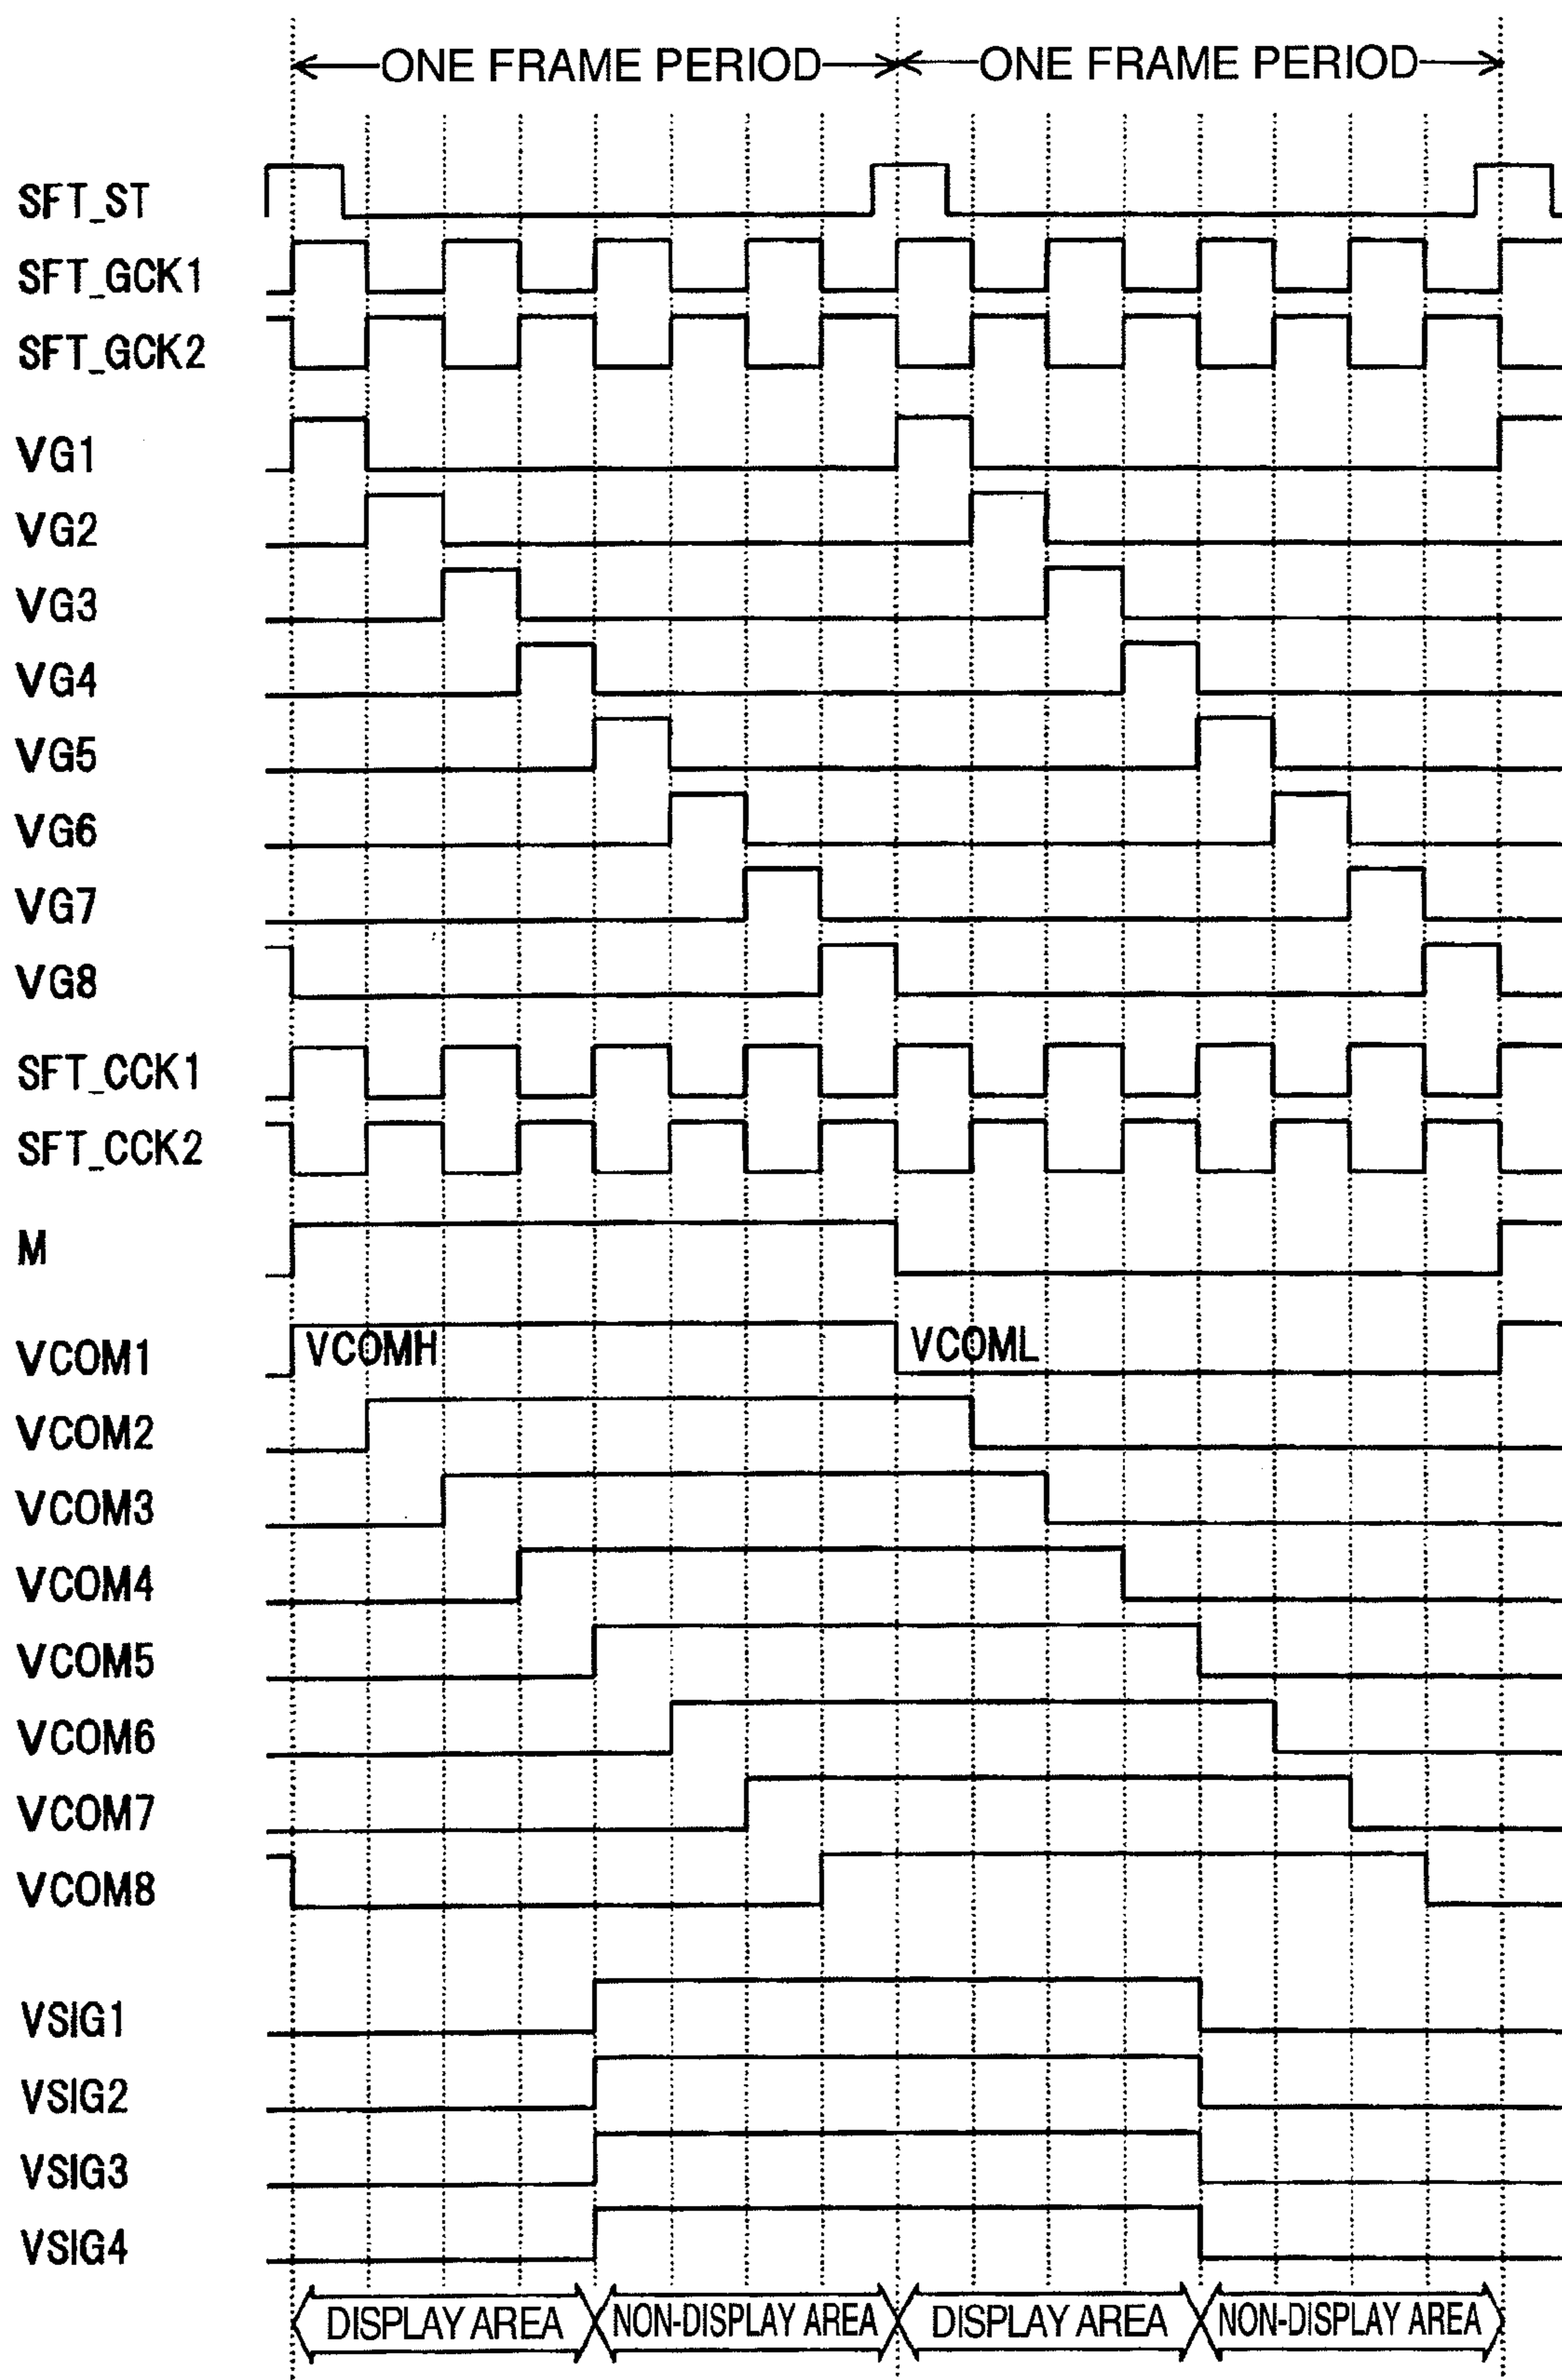 ONE FRAME PERIOD ONE FRAME PERIOD
SFT_ST
SFT_GCK1
SFT_GCK2
VG1
VG2
VG3
VG4
VG5
VG6
VG7
VG8
SFT_CCK1
SFT_CCK2
M
VCOM1 VCOMH VCOML
VCOM2
VCOM3
VCOM4
VCOM5
VCOM6
VCOM7
VCOM8
VSIG1
VSIG2
VSIG3
VSIG4
DISPLAY AREA NON-DISPLAY AREA DISPLAY AREA NON-DISPLAY AREA